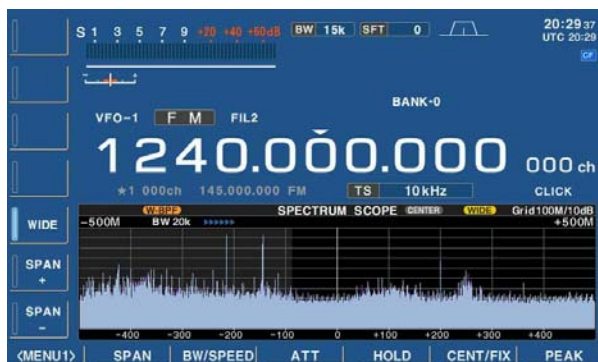 S 1 3 5 7 9 +20 +40 +60dB BW 15k SFT 0
20:29 37
UTC 20:29
CF
BANK-0
VFO-1 F M FIL2
1240.000.000 000 ch
★1 000ch 145.000.000 FM TS 10kHz CLICK
W-BPF SPECTRUM SCOPE CENTER WIDE Grid100M/10dB
WIDE -500M BW 20k »»»» +500M
SPAN
+
SPAN
-
-400 -300 -200 -100 0 +100 +200 +300 +400
<MENU1> SPAN BW/SPEED ATT HOLD CENT/FIX PEAK